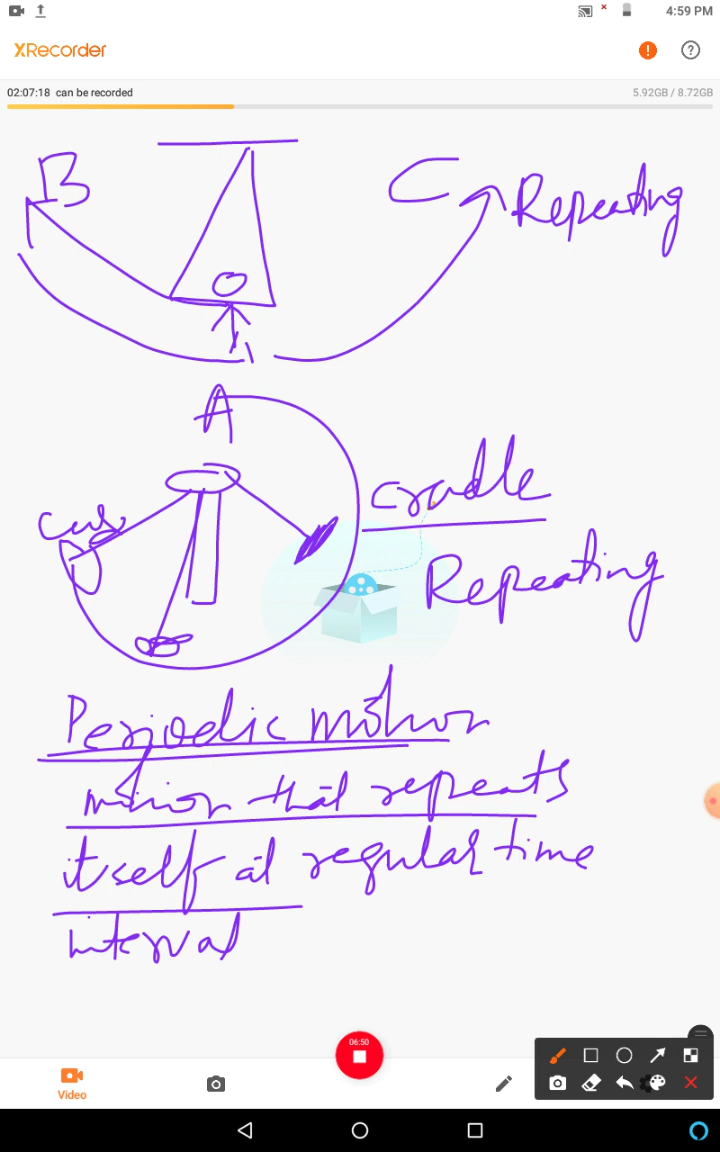 4:59 PM
XRecorder
02:07:18 can be recorded
5.92GB / 8.72GB
B
C
Repeating
A
A
cradle
Repeating
Periodic motion
motion that repeats
itself at regular time
interval
06:50
Video